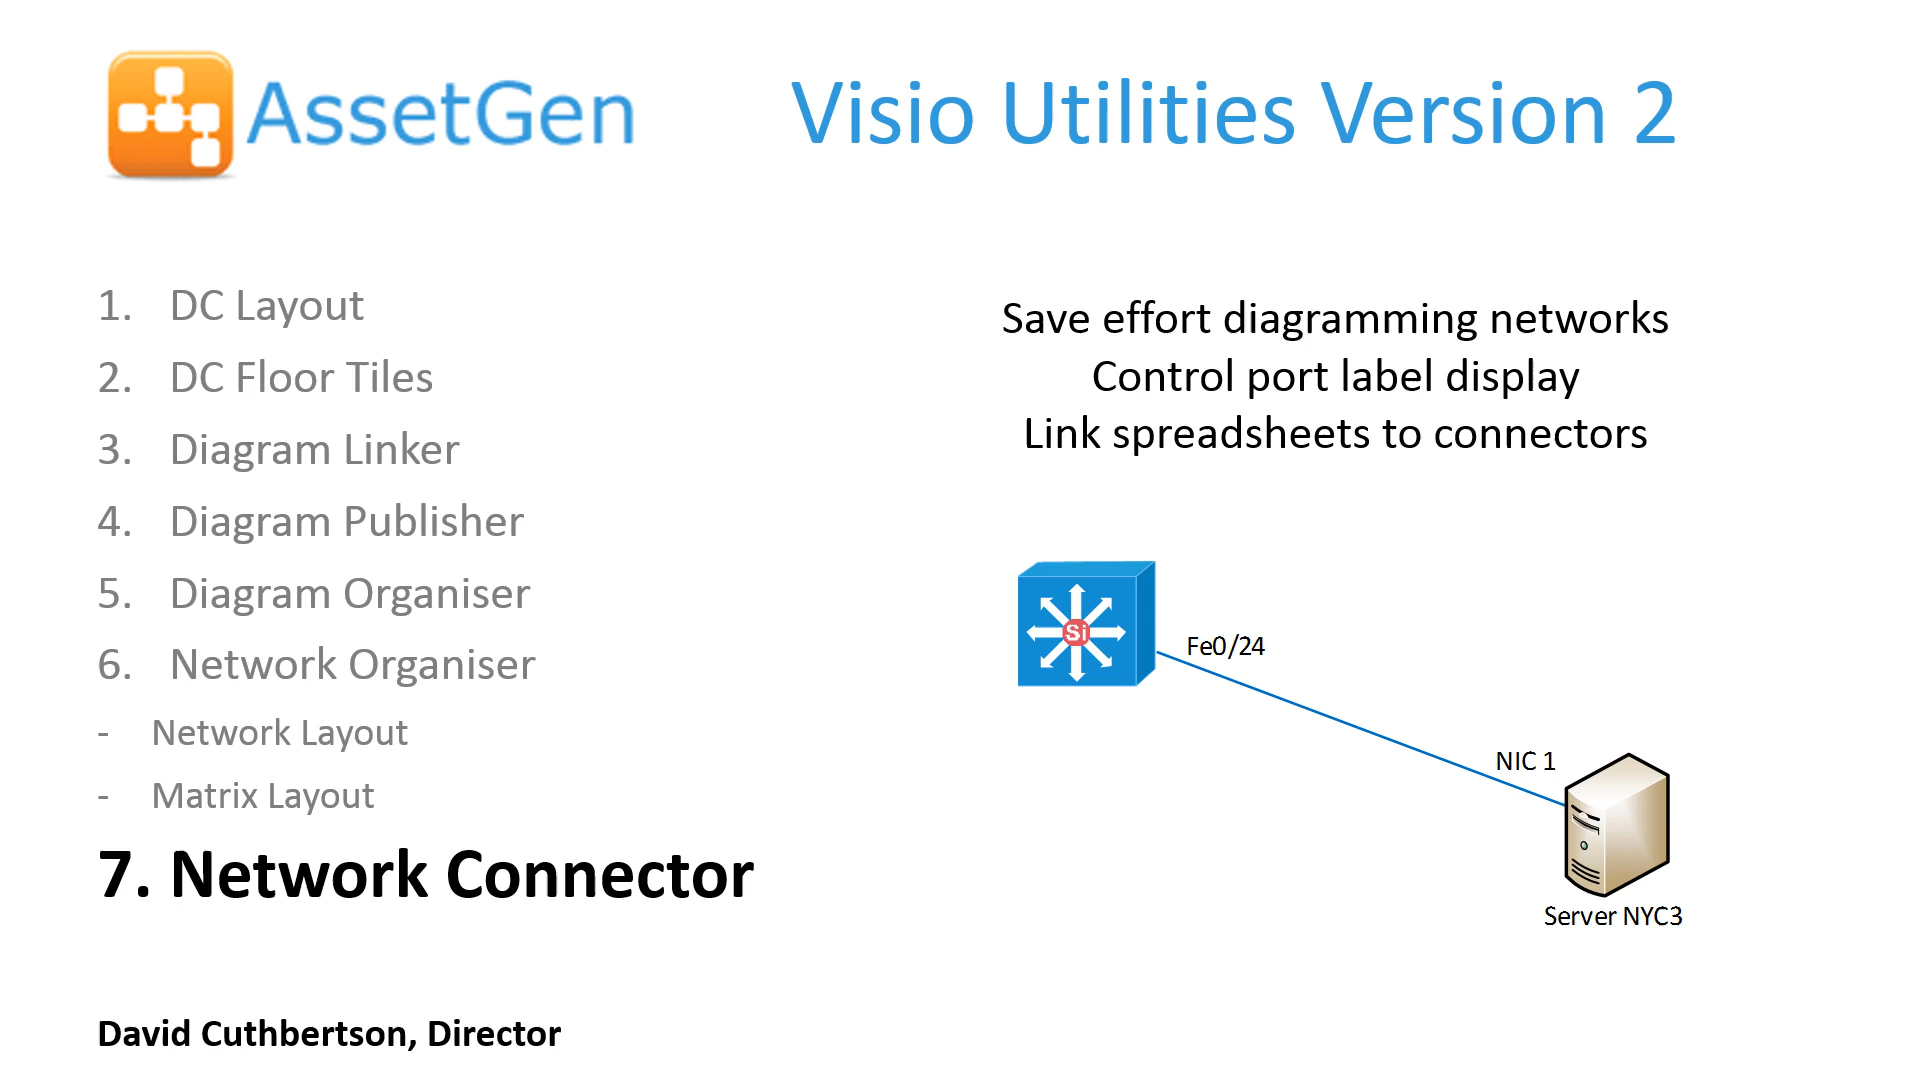 AssetGen
Visio Utilities Version 2
1. DC Layout
2. DC Floor Tiles
3. Diagram Linker
4. Diagram Publisher
5. Diagram Organiser
6. Network Organiser
- Network Layout
- Matrix Layout
7. Network Connector
David Cuthbertson, Director
Save effort diagramming networks
Control port label display
Link spreadsheets to connectors
Si
Fe0/24
NIC 1
Server NYC3